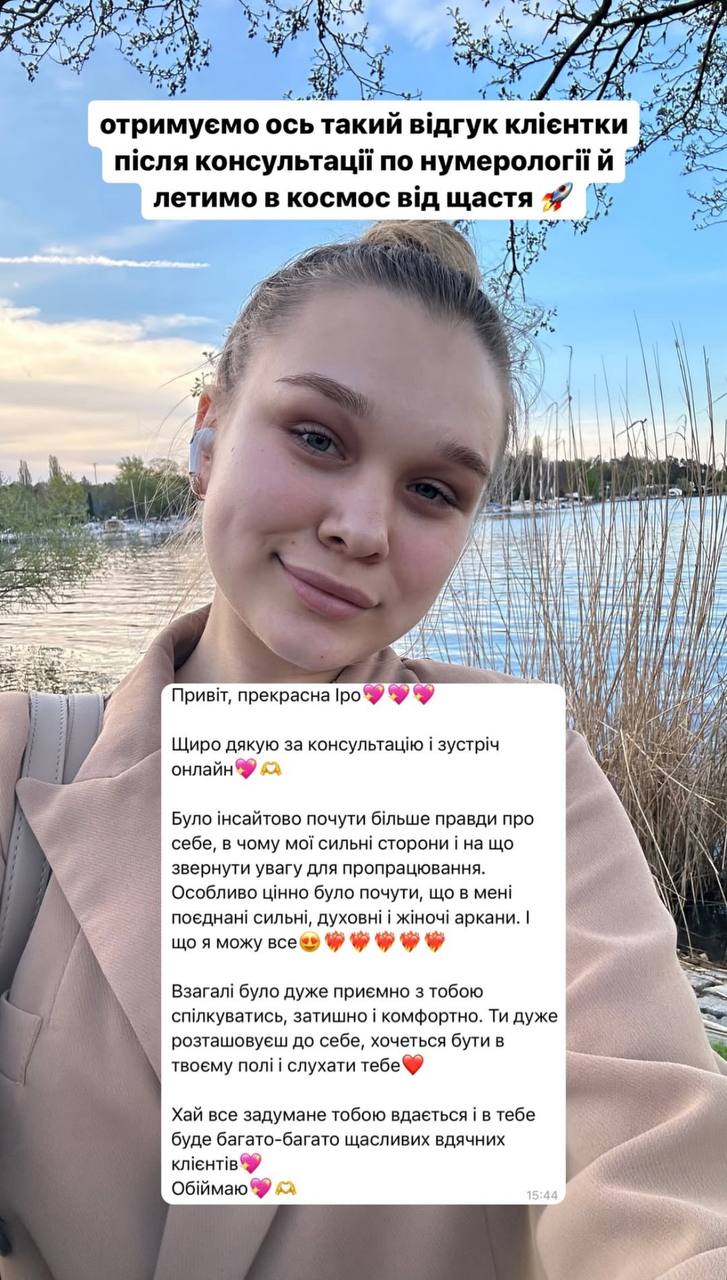 отримуємо ось такий відгук клієнтки
після консультації по нумерології й
летимо в космос від щастя 🚀
Привіт, прекрасна Іро💖💖💖
Щиро дякую за консультацію і зустріч
онлайн💖🫶
Було інсайтово почути більше правди про
себе, в чому мої сильні сторони і на що
звернути увагу для пропрацювання.
Особливо цінно було почути, що в мені
поєднані сильні, духовні і жіночі аркани. І
що я можу все😍❤️‍🔥❤️‍🔥❤️‍🔥❤️‍🔥❤️‍🔥
Взагалі було дуже приємно з тобою
спілкуватись, затишно і комфортно. Ти дуже
розташовуєш до себе, хочеться бути в
твоєму полі і слухати тебе❤️
Хай все задумане тобою вдається і в тебе
буде багато-багато щасливих вдячних
клієнтів💖
Обіймаю💖🫶
15:44